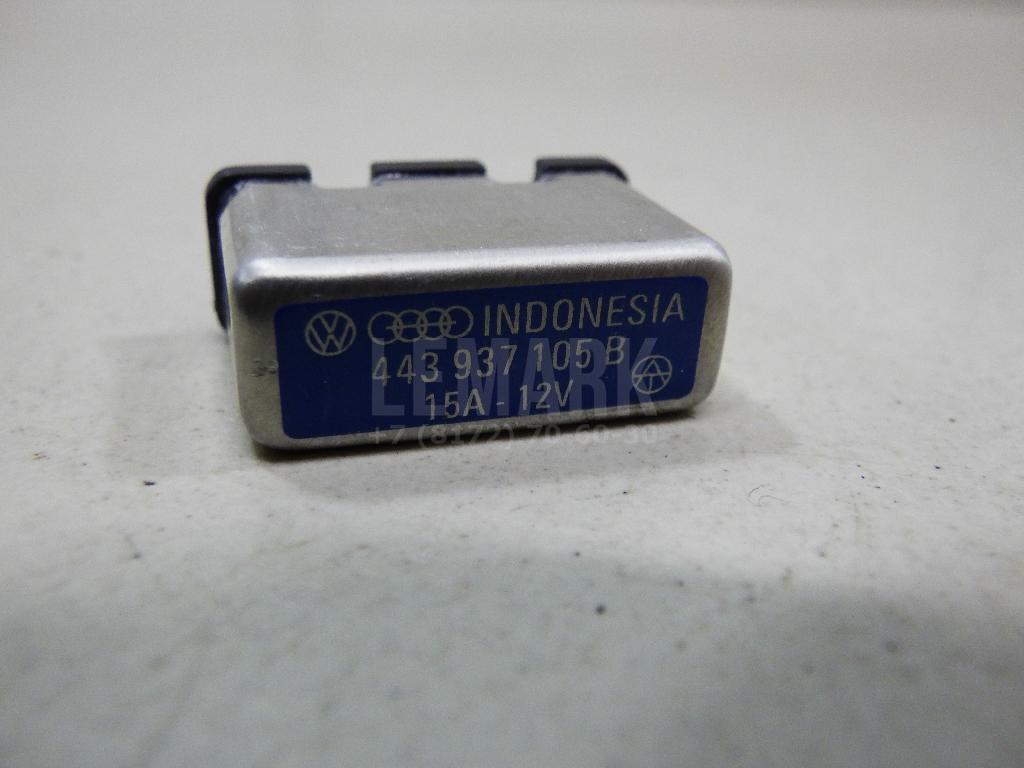 INDONESIA
443 937 105 B
15A - 12V
LEMARK
+7 (8172) 70-60-30